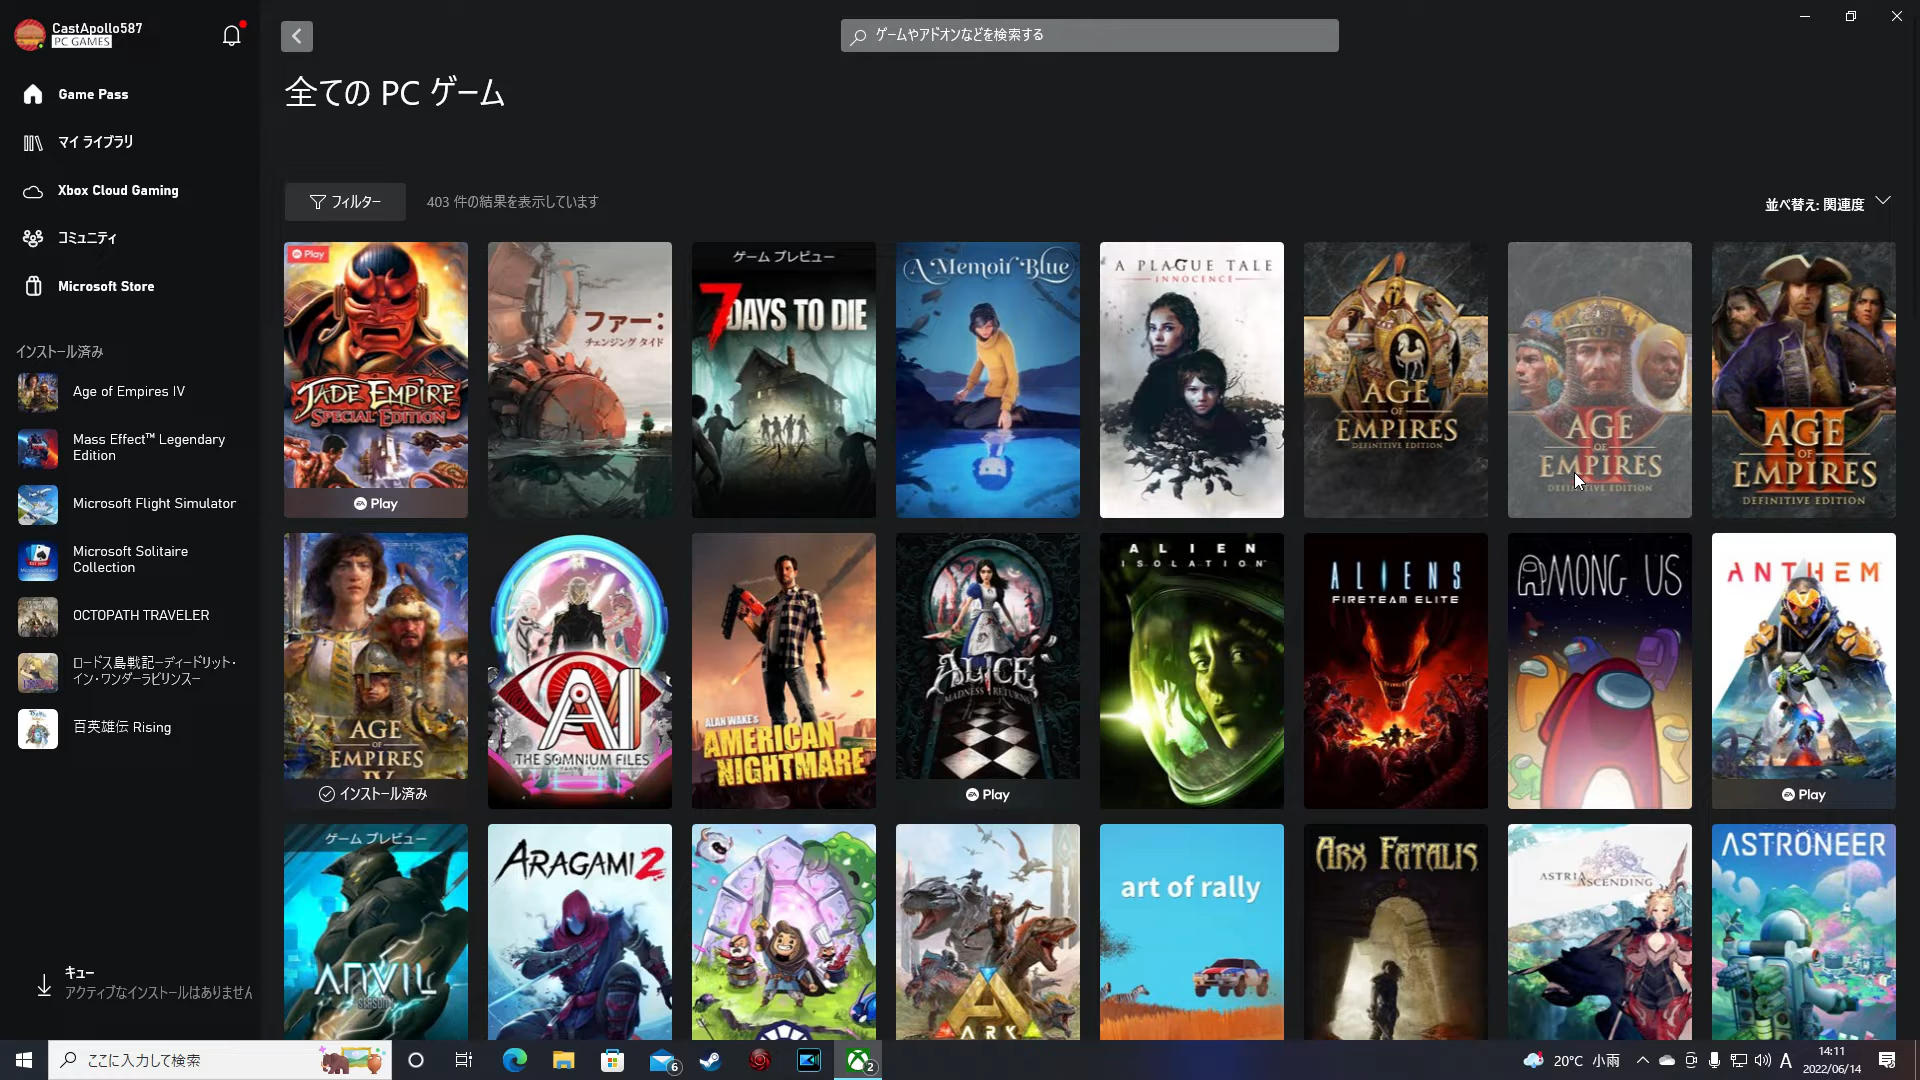 CastApollo587
PC GAMES
ゲームやアドオンなどを検索する
全ての PC ゲーム
Game Pass
マイ ライブラリ
Xbox Cloud Gaming
コミュニティ
Microsoft Store
フィルター
403 件の結果を表示しています
並べ替え: 関連度
インストール済み
Age of Empires IV
Mass Effect™ Legendary
Edition
Microsoft Flight Simulator
Microsoft Solitaire
Collection
OCTOPATH TRAVELER
ロードス島戦記ーディードリット・
イン・ワンダーラビリンスー
百英雄伝 Rising
キュー
アクティブなインストールはありません
Play
JADE EMPIRE
SPECIAL EDITION
Play
ファー:
チェンジング タイド
ゲーム プレビュー
7 DAYS TO DIE
A Memoir Blue
A PLAGUE TALE
INNOCENCE
AGE
OF
EMPIRES
DEFINITIVE EDITION
AGE
OF
EMPIRES
II
DEFINITIVE EDITION
AGE
OF
EMPIRES
III
DEFINITIVE EDITION
AGE
OF
EMPIRES
IV
インストール済み
AI
THE SOMNIUM FILES
ALAN WAKE'S
AMERICAN
NIGHTMARE
ALICE
MADNESS RETURNS
Play
ALIEN
ISOLATION
ALIENS
FIRETEAM ELITE
AMONG US
ANTHEM
Play
ゲーム プレビュー
ANVIL
ARAGAMI 2
ARK
art of rally
ARX FATALIS
ASTRIA
ASCENDING
ASTRONEER
ここに入力して検索
6
2
20°C 小雨
A
14:11
2022/06/14